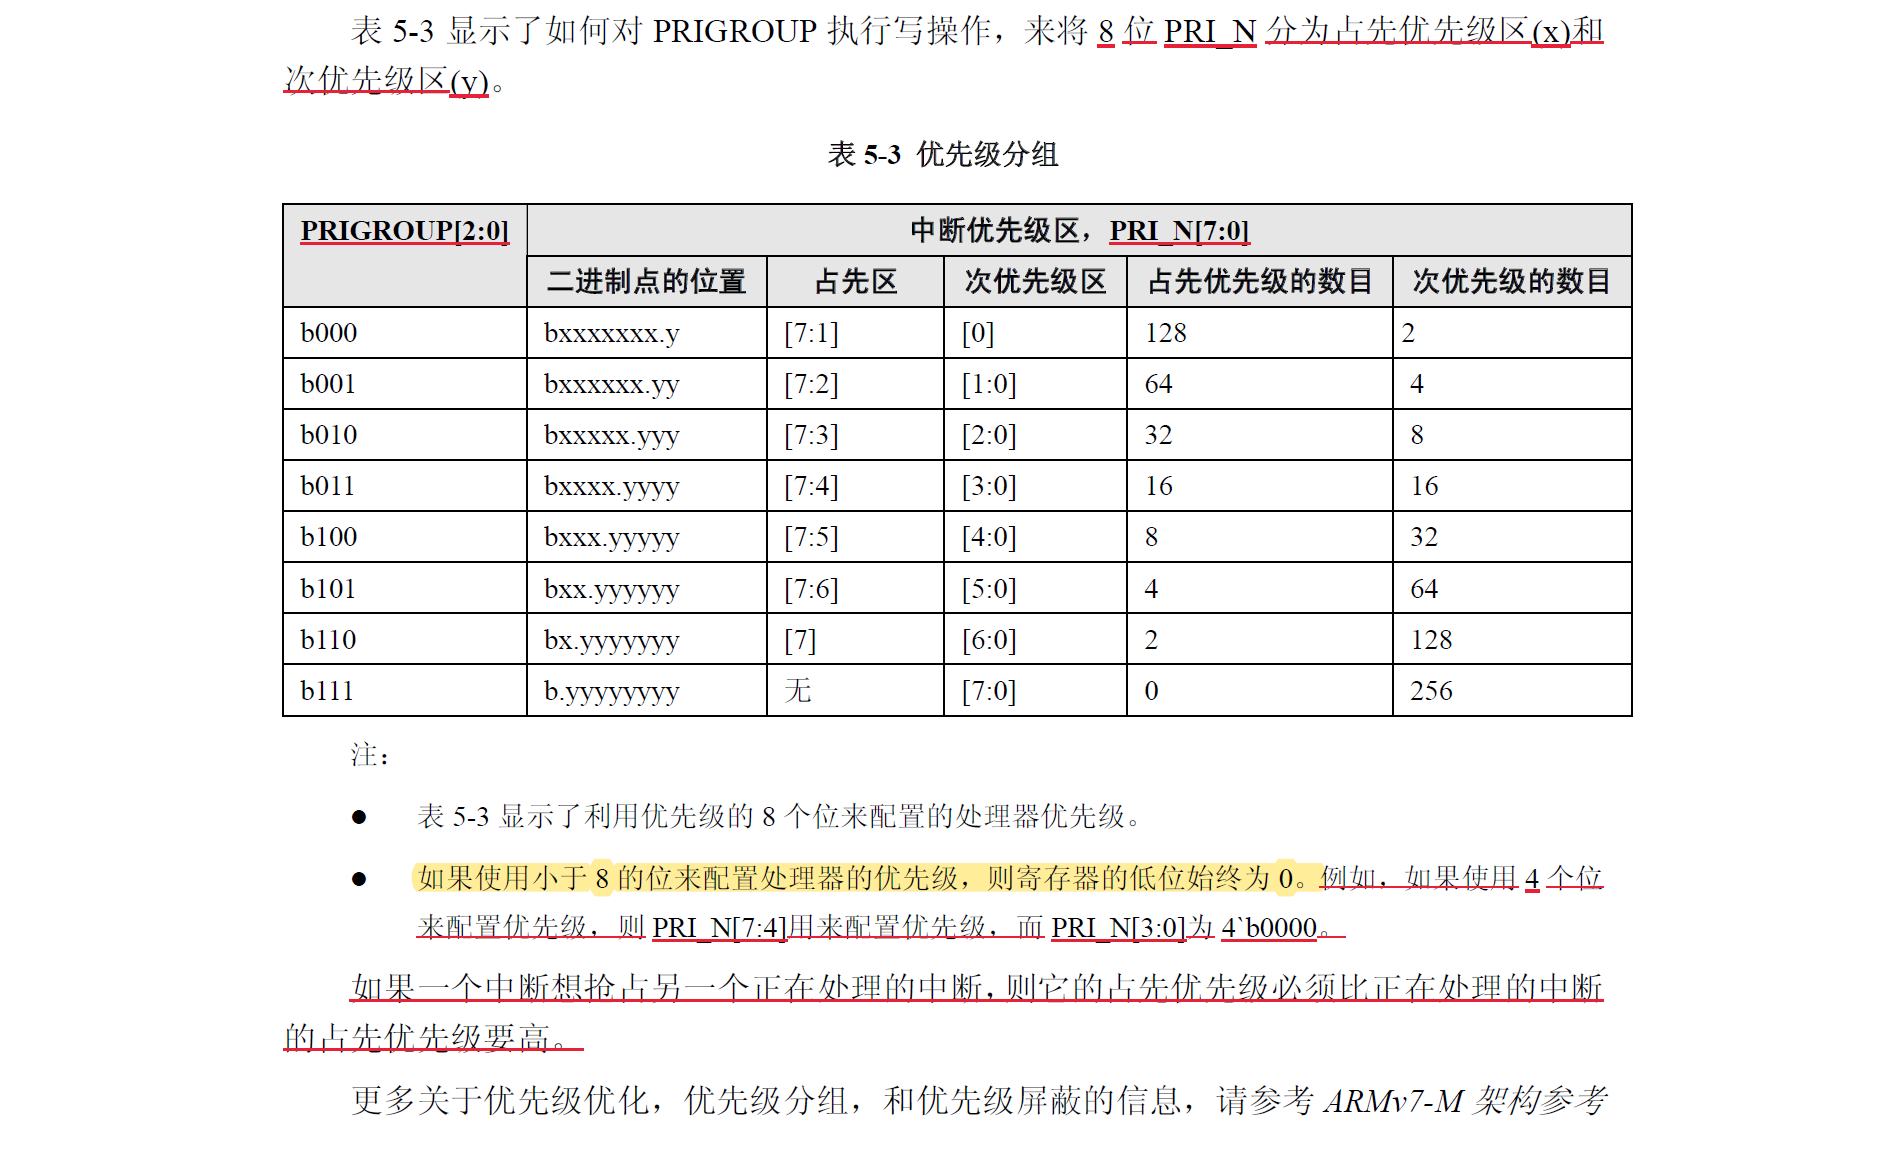 表 5-3 显示了如何对 PRIGROUP 执行写操作，来将 8 位 PRI_N 分为占先优先级区(x)和
次优先级区(y)。
表 5-3 优先级分组
PRIGROUP[2:0] 中断优先级区，PRI_N[7:0]
二进制点的位置 占先区 次优先级区 占先优先级的数目 次优先级的数目
b000 bxxxxxxx.y [7:1] [0] 128 2
b001 bxxxxxx.yy [7:2] [1:0] 64 4
b010 bxxxxx.yyy [7:3] [2:0] 32 8
b011 bxxxx.yyyy [7:4] [3:0] 16 16
b100 bxxx.yyyyy [7:5] [4:0] 8 32
b101 bxx.yyyyyy [7:6] [5:0] 4 64
b110 bx.yyyyyyy [7] [6:0] 2 128
b111 b.yyyyyyyy 无 [7:0] 0 256
注：
● 表 5-3 显示了利用优先级的 8 个位来配置的处理器优先级。
● 如果使用小于 8 的位来配置处理器的优先级，则寄存器的低位始终为 0。例如，如果使用 4 个位
来配置优先级，则 PRI_N[7:4]用来配置优先级，而 PRI_N[3:0]为 4`b0000。
如果一个中断想抢占另一个正在处理的中断，则它的占先优先级必须比正在处理的中断
的占先优先级要高。
更多关于优先级优化，优先级分组，和优先级屏蔽的信息，请参考 ARMv7-M 架构参考